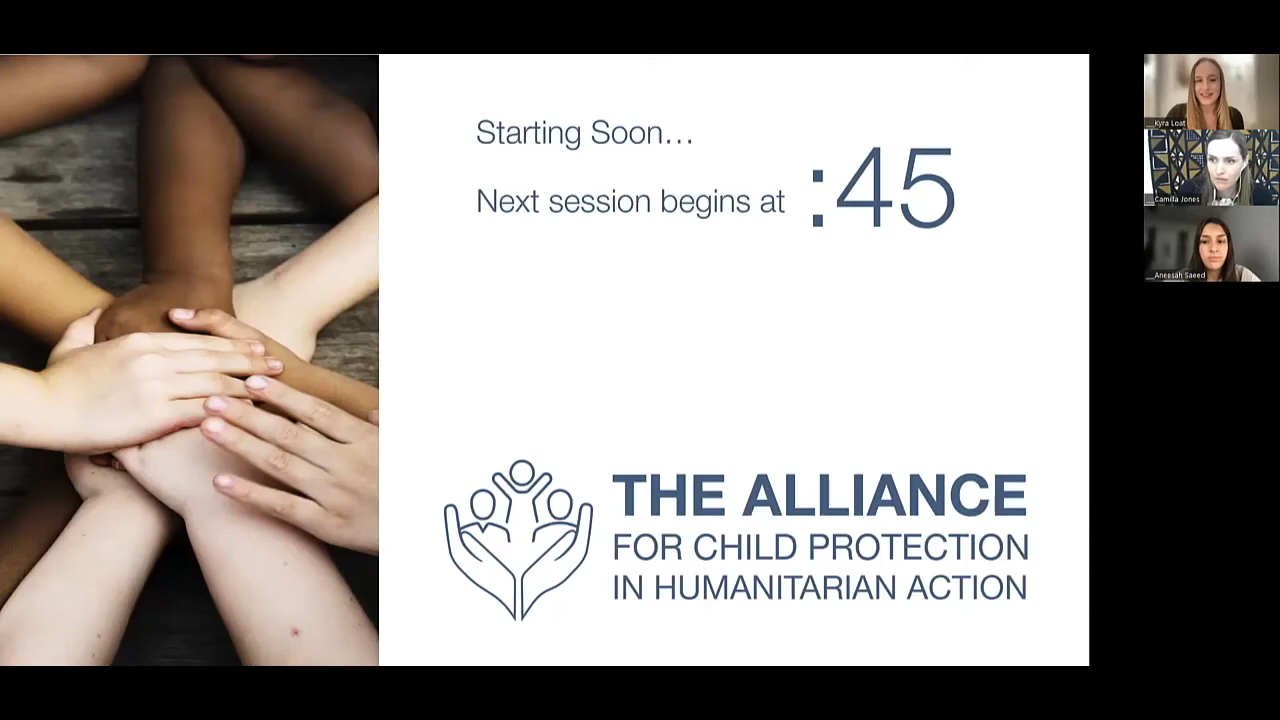 Starting Soon...
Next session begins at :45
THE ALLIANCE
FOR CHILD PROTECTION
IN HUMANITARIAN ACTION
Kyra Loat
Camilla Jones
Aneesah Saeed